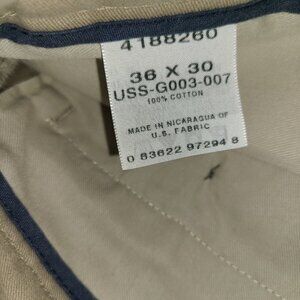 4188260
36 X 30
USS-G003-007
100% COTTON
MADE IN NICARAGUA OF
U.S. FABRIC
0 83622 97294 8